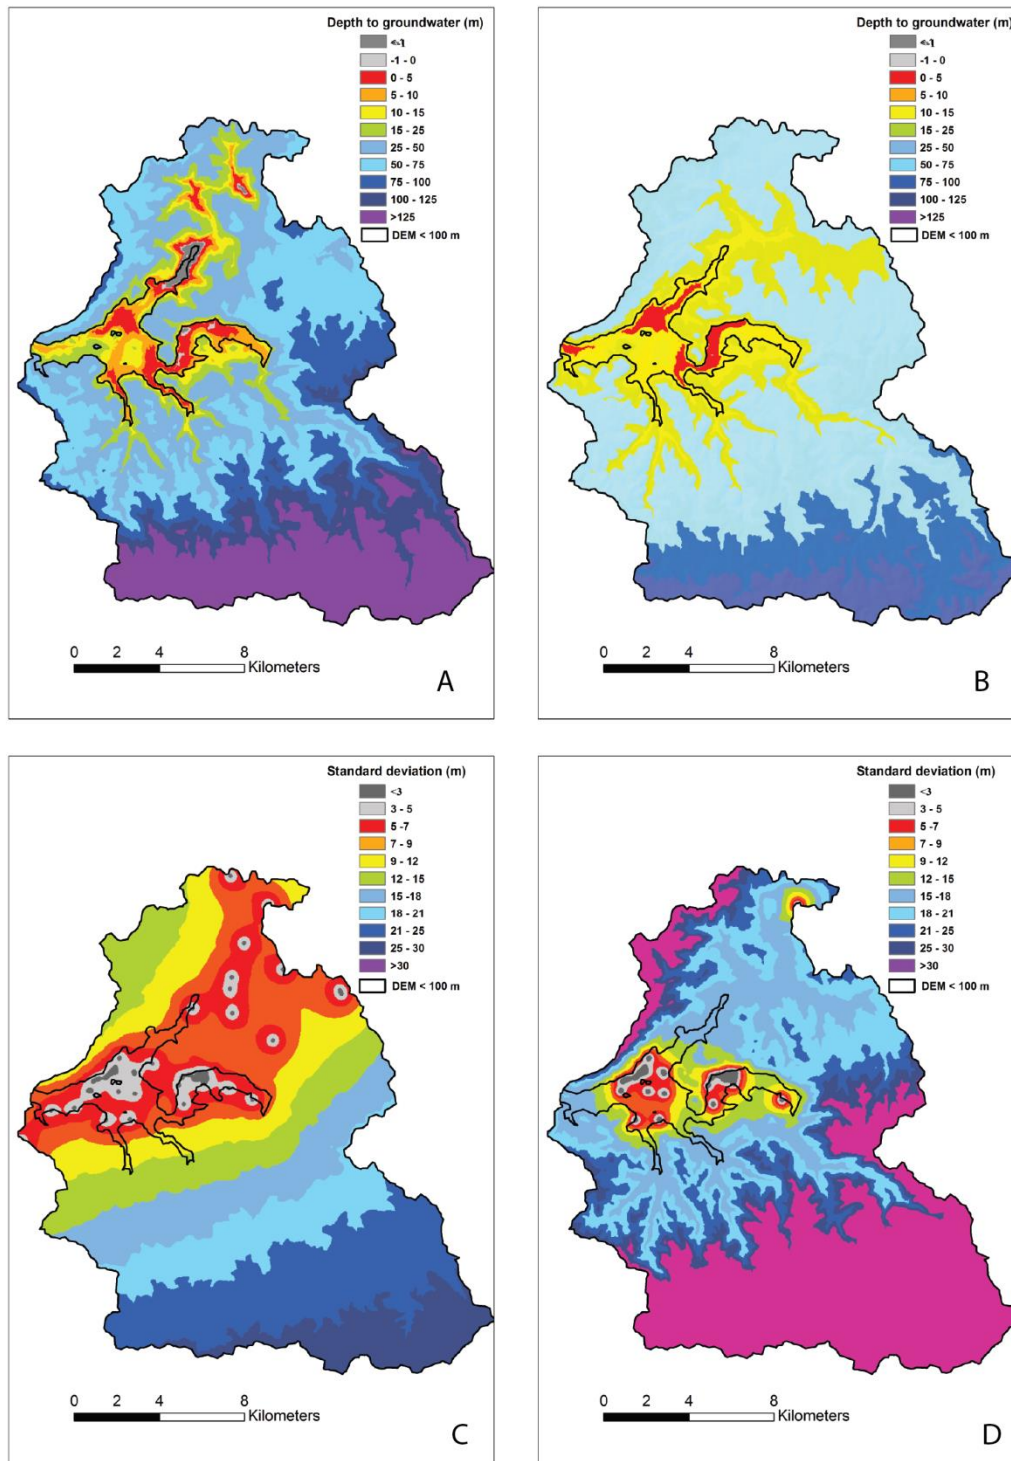 Depth to groundwater (m)
<-1
-1 - 0
0 - 5
5 - 10
10 - 15
15 - 25
25 - 50
50 - 75
75 - 100
100 - 125
>125
DEM < 100 m
0 2 4 8
Kilometers
A
Depth to groundwater (m)
<-1
-1 - 0
0 - 5
5 - 10
10 - 15
15 - 25
25 - 50
50 - 75
75 - 100
100 - 125
>125
DEM < 100 m
0 2 4 8
Kilometers
B
Standard deviation (m)
<3
3 - 5
5 -7
7 - 9
9 - 12
12 - 15
15 -18
18 - 21
21 - 25
25 - 30
>30
DEM < 100 m
0 2 4 8
Kilometers
C
Standard deviation (m)
<3
3 - 5
5 -7
7 - 9
9 - 12
12 - 15
15 -18
18 - 21
21 - 25
25 - 30
>30
DEM < 100 m
0 2 4 8
Kilometers
D